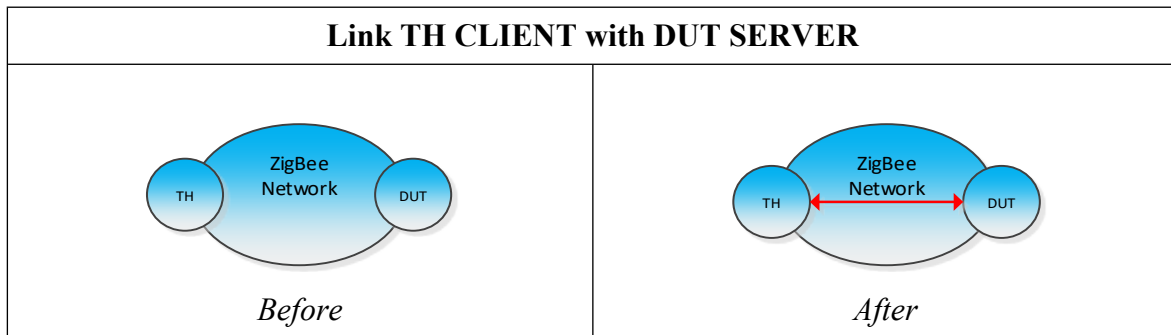 Link TH CLIENT with DUT SERVER
ZigBee
Network
TH
DUT
Before
ZigBee
Network
TH
DUT
After